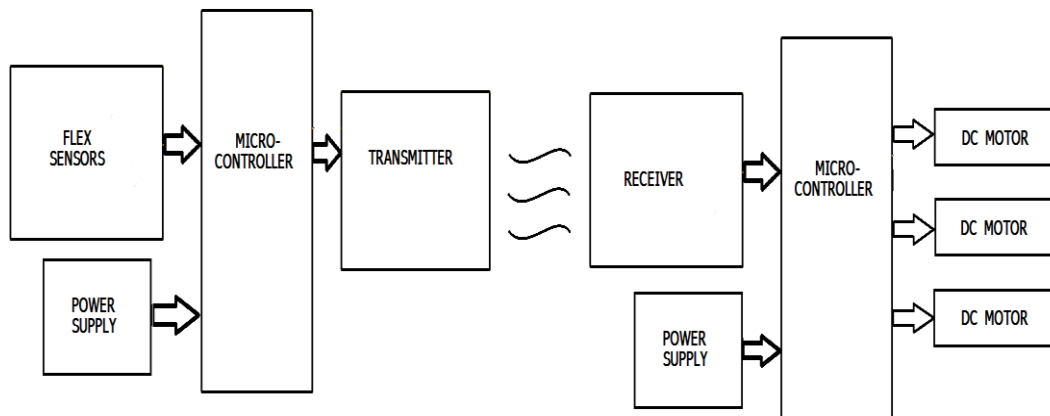 FLEX
SENSORS
POWER
SUPPLY
MICRO-
CONTROLLER
TRANSMITTER
RECEIVER
POWER
SUPPLY
MICRO-
CONTROLLER
DC MOTOR
DC MOTOR
DC MOTOR